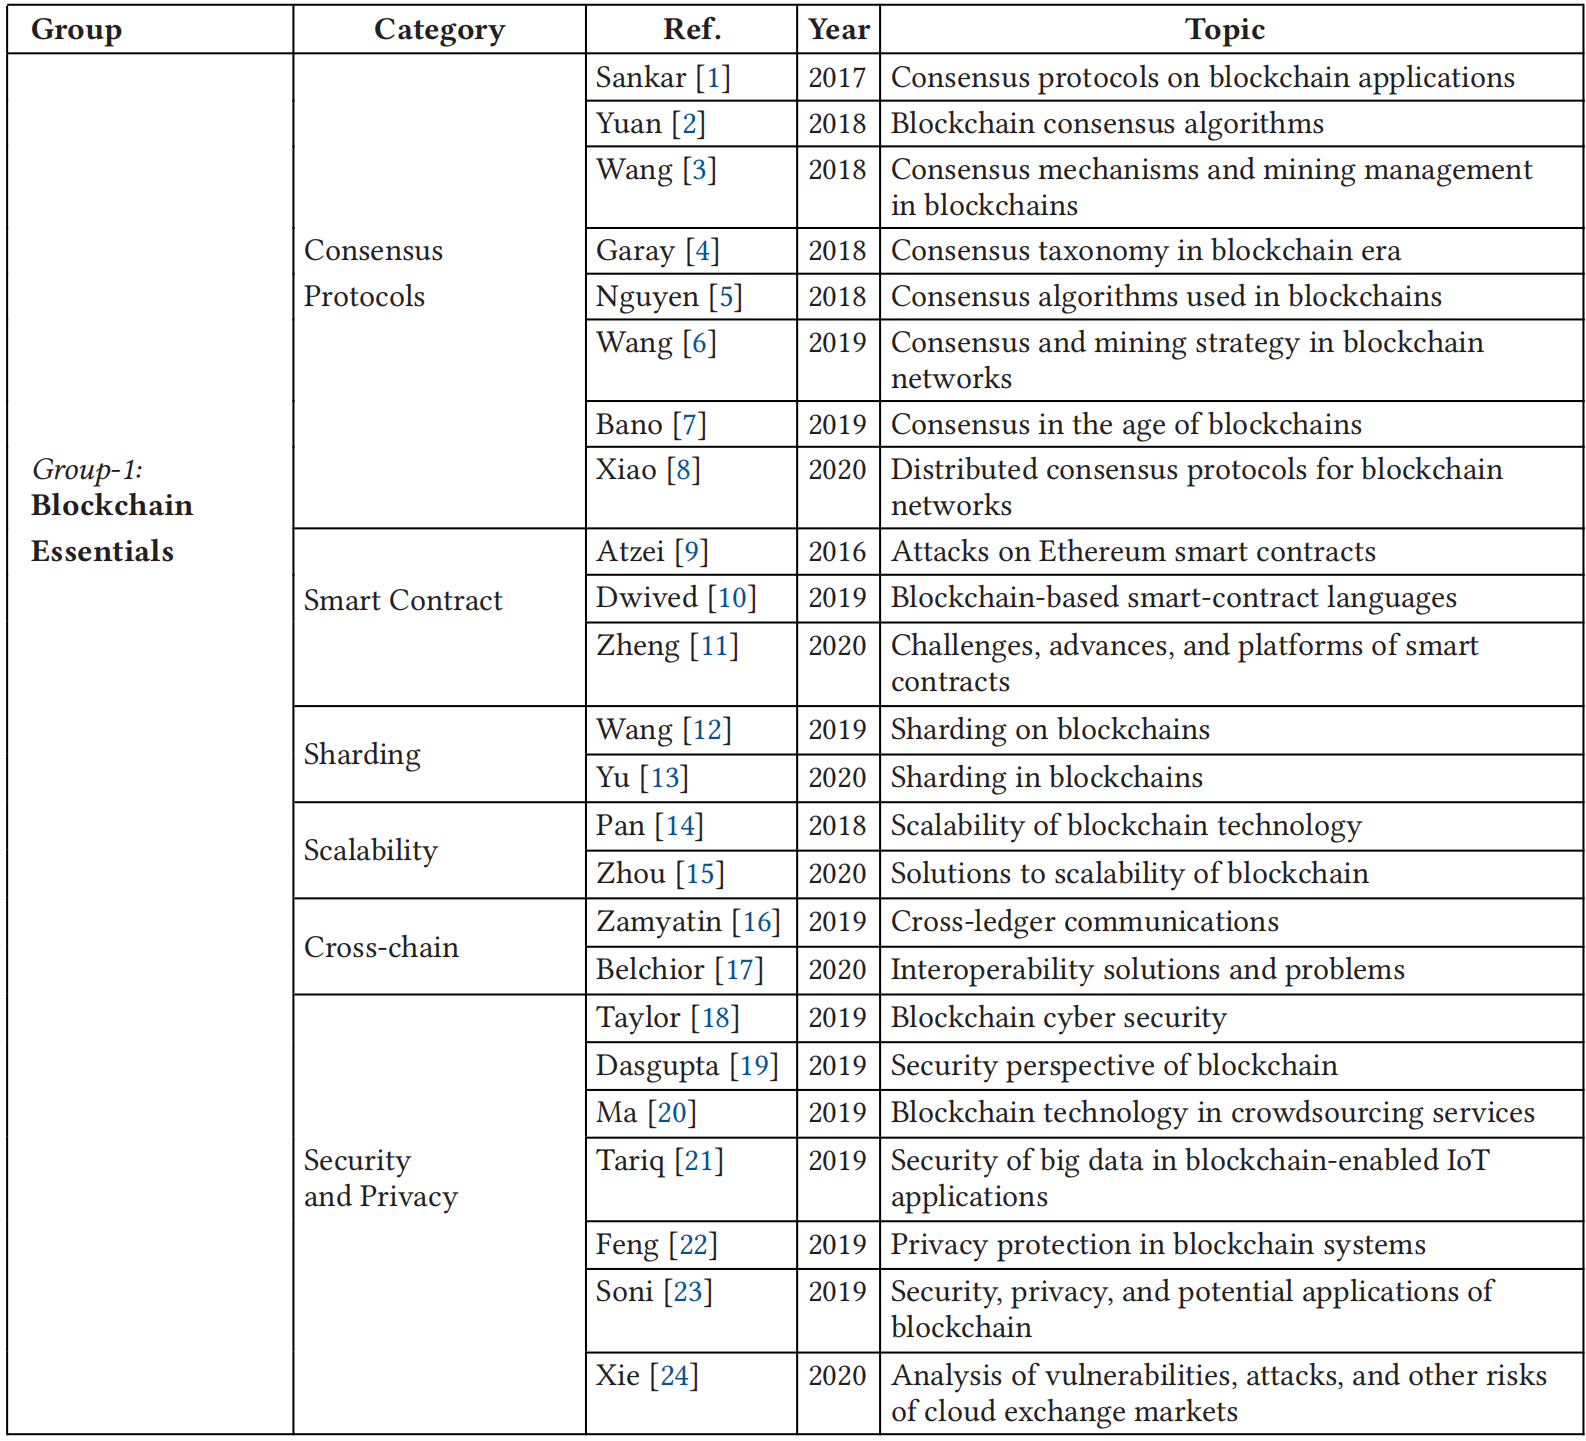 Group Category Ref. Year Topic
Sankar [1] 2017 Consensus protocols on blockchain applications
Yuan [2] 2018 Blockchain consensus algorithms
Wang [3] 2018 Consensus mechanisms and mining management
in blockchains
Consensus Garay [4] 2018 Consensus taxonomy in blockchain era
Protocols Nguyen [5] 2018 Consensus algorithms used in blockchains
Wang [6] 2019 Consensus and mining strategy in blockchain
networks
Bano [7] 2019 Consensus in the age of blockchains
Group-1: Xiao [8] 2020 Distributed consensus protocols for blockchain
Blockchain networks
Essentials Atzei [9] 2016 Attacks on Ethereum smart contracts
Smart Contract Dwived [10] 2019 Blockchain-based smart-contract languages
Zheng [11] 2020 Challenges, advances, and platforms of smart
contracts
Wang [12] 2019 Sharding on blockchains
Sharding
Yu [13] 2020 Sharding in blockchains
Pan [14] 2018 Scalability of blockchain technology
Scalability
Zhou [15] 2020 Solutions to scalability of blockchain
Zamyatin [16] 2019 Cross-ledger communications
Cross-chain
Belchior [17] 2020 Interoperability solutions and problems
Taylor [18] 2019 Blockchain cyber security
Dasgupta [19] 2019 Security perspective of blockchain
Ma [20] 2019 Blockchain technology in crowdsourcing services
Security Tariq [21] 2019 Security of big data in blockchain-enabled IoT
and Privacy applications
Feng [22] 2019 Privacy protection in blockchain systems
Soni [23] 2019 Security, privacy, and potential applications of
blockchain
Xie [24] 2020 Analysis of vulnerabilities, attacks, and other risks
of cloud exchange markets